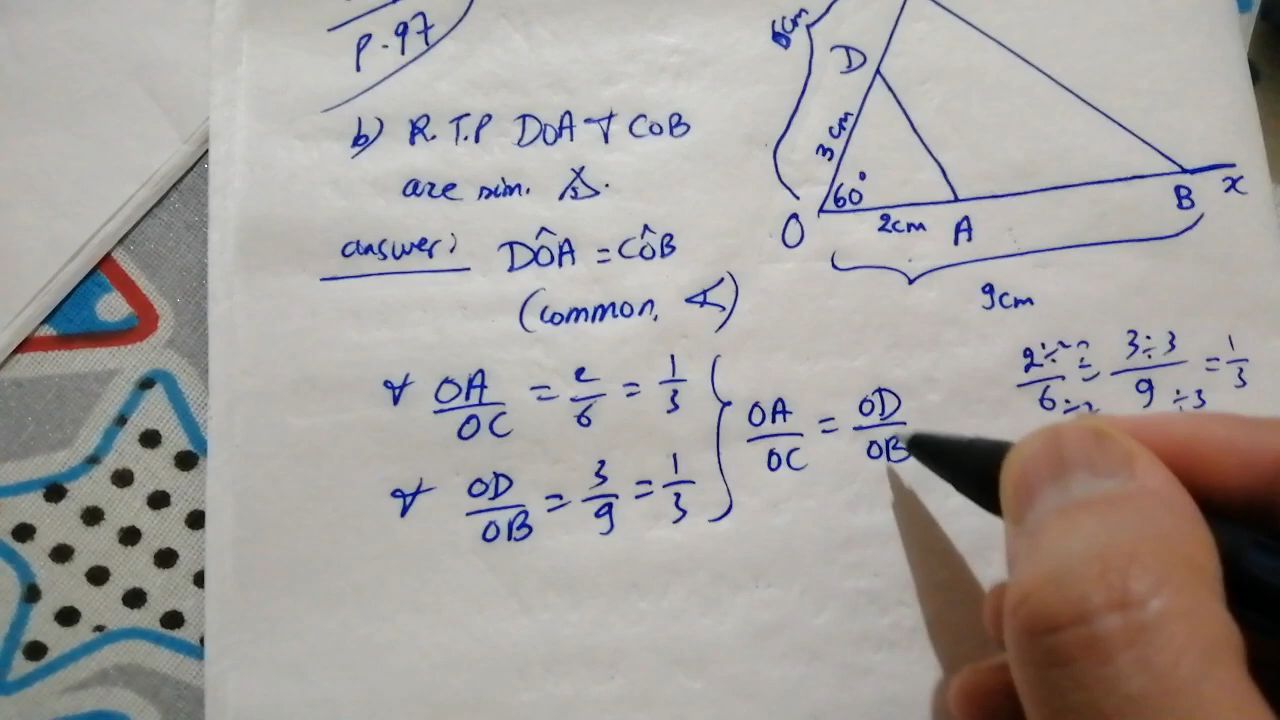 P.97
6cm
D
3cm
60°
O
2cm
A
B
x
9cm
b) R.T.P DOA & COB
are sim. Δs.
answer: DÔA = CÔB
(common, ∢)
& OA/OC = 2/6 = 1/3
& OD/OB = 3/9 = 1/3
} OA/OC = OD/OB
2÷2/6÷2 = 3÷3/9÷3 = 1/3